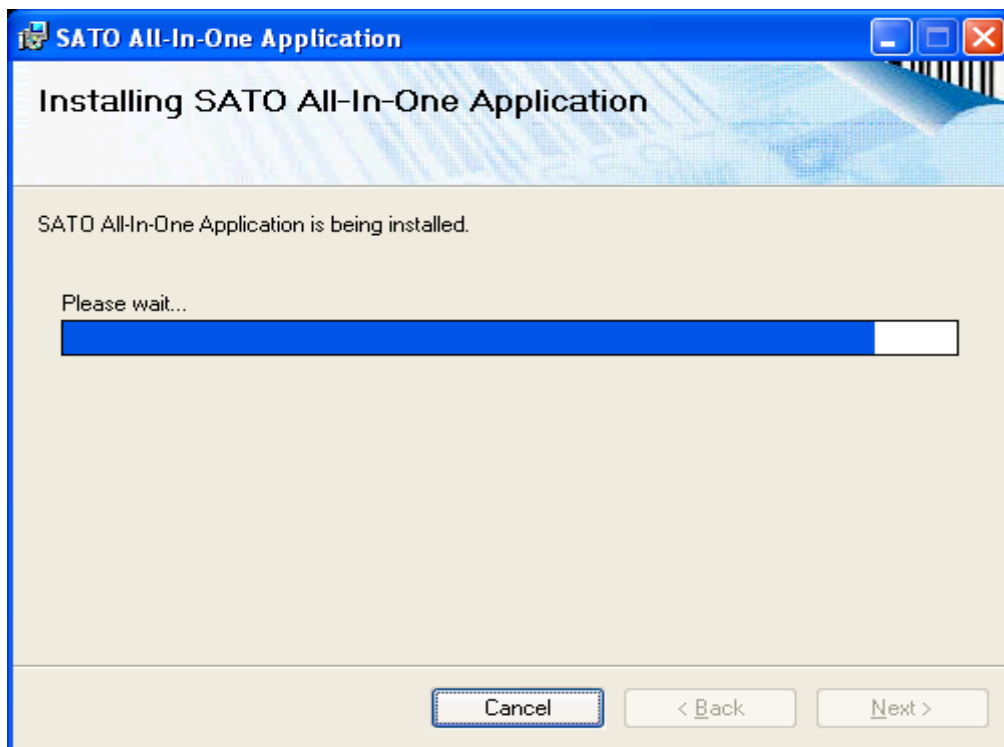 SATO All-In-One Application
Installing SATO All-In-One Application
SATO All-In-One Application is being installed.
Please wait...
Cancel
< Back
Next >